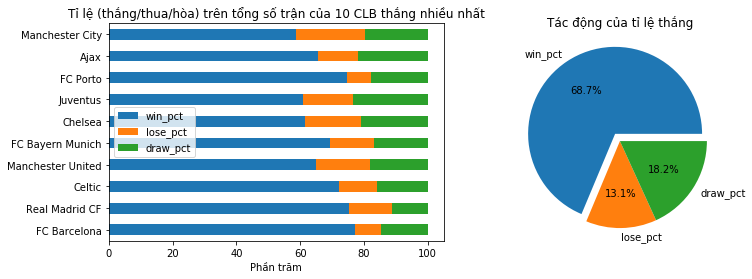 Tỉ lệ (thắng/thua/hòa) trên tổng số trận của 10 CLB thắng nhiều nhất
Manchester City
Ajax
FC Porto
Juventus
Chelsea
FC Bayern Munich
Manchester United
Celtic
Real Madrid CF
FC Barcelona
win_pct
lose_pct
draw_pct
0
20
40
60
80
100
Phần trăm
Tác động của tỉ lệ thắng
win_pct
68.7%
18.2%
draw_pct
13.1%
lose_pct